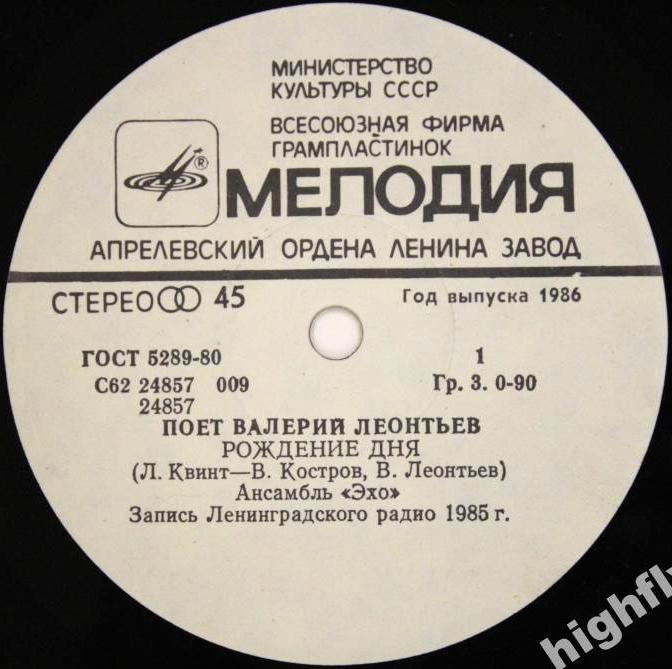 МИНИСТЕРСТВО
КУЛЬТУРЫ СССР
ВСЕСОЮЗНАЯ ФИРМА
ГРАМПЛАСТИНОК
®
МЕЛОДИЯ
АПРЕЛЕВСКИЙ ОРДЕНА ЛЕНИНА ЗАВОД
СТЕРЕО 45
Год выпуска 1986
ГОСТ 5289-80
1
С62 24857 009
Гр. 3. 0-90
24857
ПОЕТ ВАЛЕРИЙ ЛЕОНТЬЕВ
РОЖДЕНИЕ ДНЯ
(Л. Квинт—В. Костров, В. Леонтьев)
Ансамбль «Эхо»
Запись Ленинградского радио 1985 г.
highfly